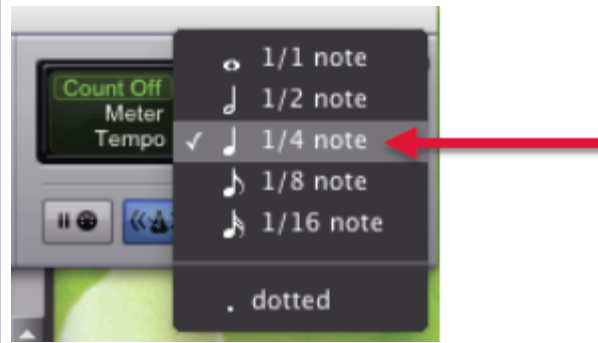 Count Off
Meter
Tempo
1/1 note
1/2 note
1/4 note
1/8 note
1/16 note
. dotted